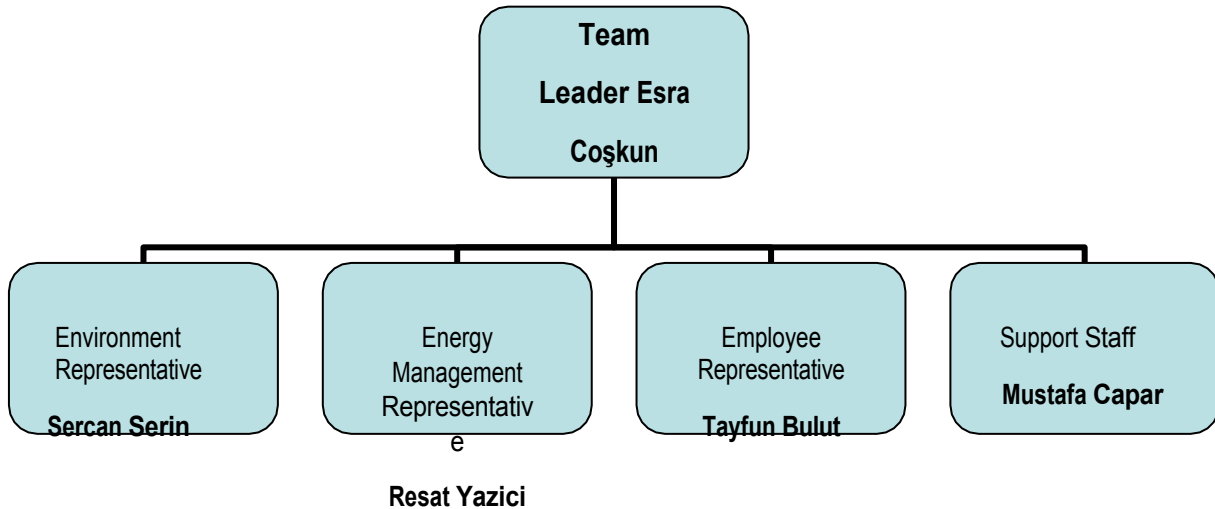 Team
Leader Esra
Coşkun
Environment
Representative
Sercan Serin
Energy
Management
Representativ
e
Resat Yazici
Employee
Representative
Tayfun Bulut
Support Staff
Mustafa Capar